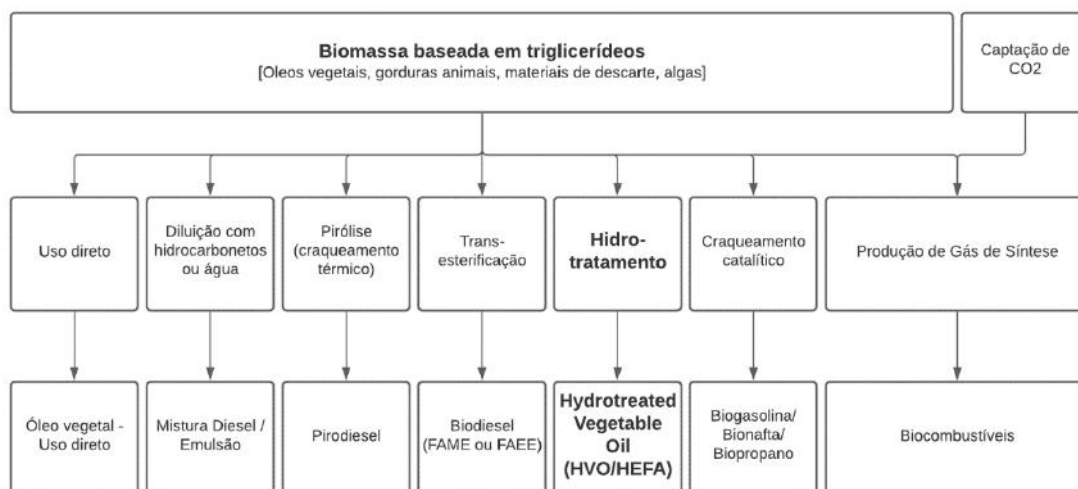 Biomassa baseada em triglicerídeos
[Oleos vegetais, gorduras animais, materiais de descarte, algas]
Captação de
CO2
Uso direto
Diluição com
hidrocarbonetos
ou água
Pirólise
(craqueamento
térmico)
Trans-
esterificação
Hidro-
tratamento
Craqueamento
catalítico
Produção de Gás de Síntese
Óleo vegetal -
Uso direto
Mistura Diesel /
Emulsão
Pirodiesel
Biodiesel
(FAME ou FAEE)
Hydrotreated
Vegetable
Oil
(HVO/HEFA)
Biogasolina/
Bionafta/
Biopropano
Biocombustíveis